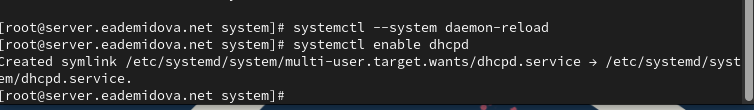 [root@server.eademidova.net system]# systemctl --system daemon-reload
[root@server.eademidova.net system]# systemctl enable dhcpd
Created symlink /etc/systemd/system/multi-user.target.wants/dhcpd.service → /etc/systemd/syst
em/dhcpd.service.
[root@server.eademidova.net system]#